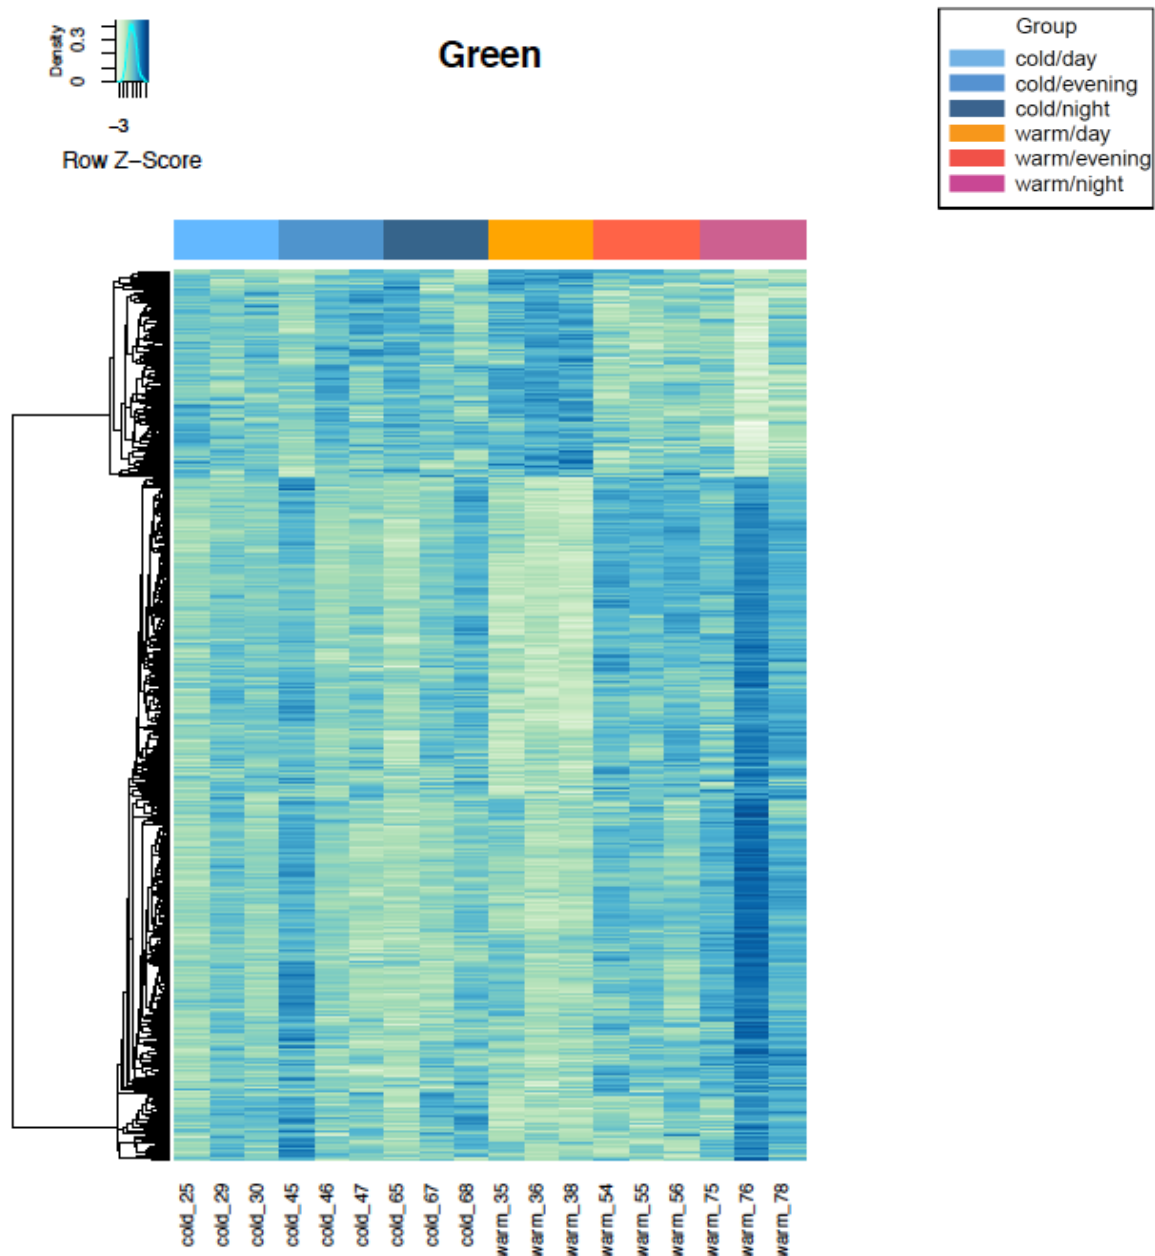 Green
Density
0 0.3
−3
Row Z−Score
Group
cold/day
cold/evening
cold/night
warm/day
warm/evening
warm/night
cold_25
cold_29
cold_30
cold_45
cold_46
cold_47
cold_65
cold_67
cold_68
warm_35
warm_36
warm_38
warm_54
warm_55
warm_56
warm_75
warm_76
warm_78